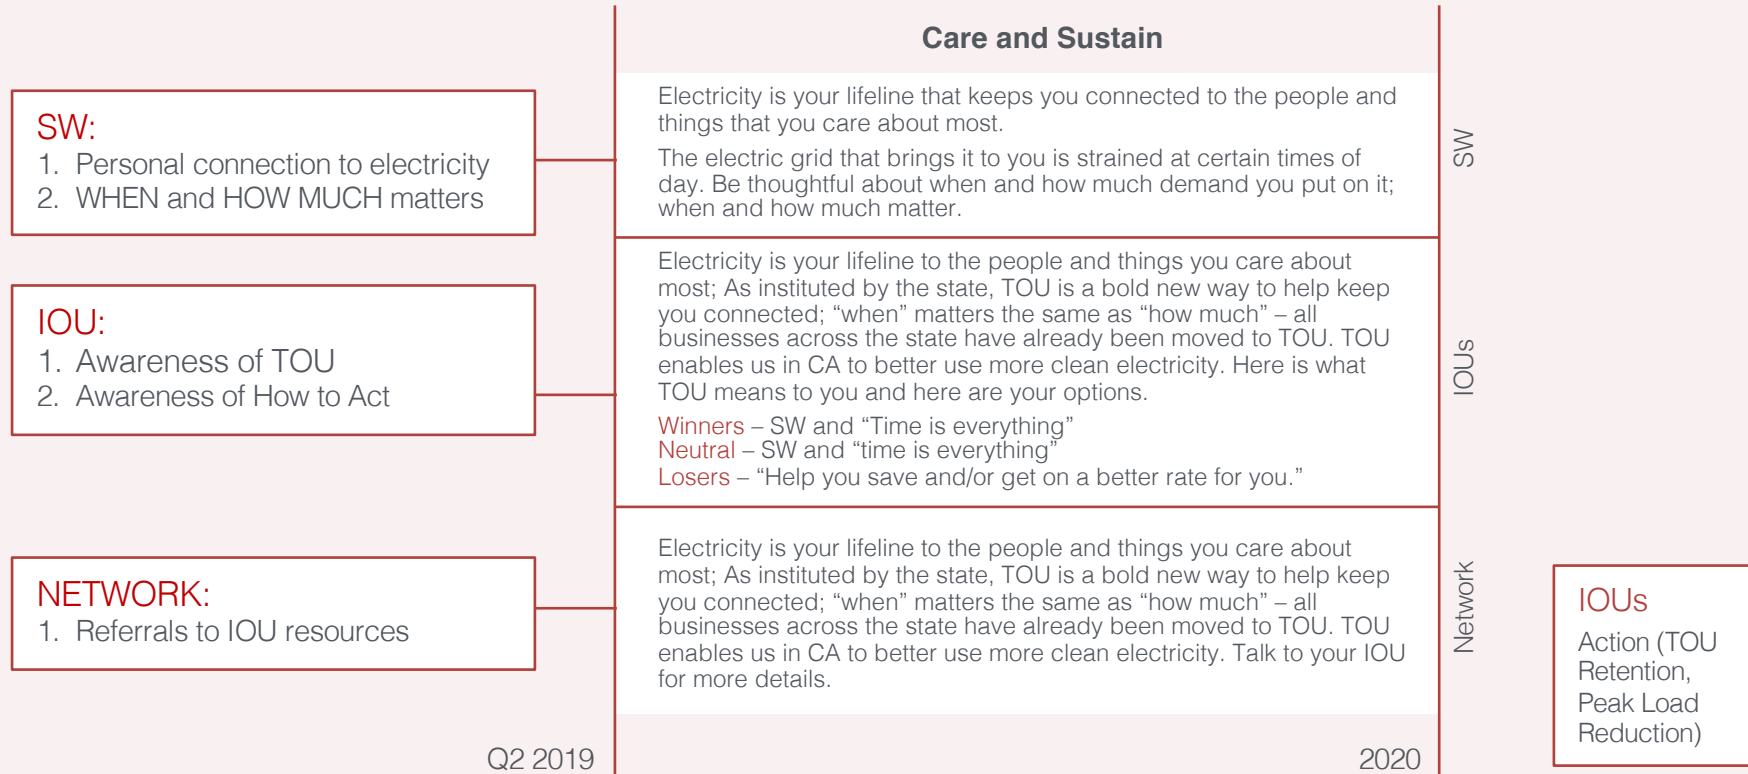 Care and Sustain
SW:
1. Personal connection to electricity
2. WHEN and HOW MUCH matters
Electricity is your lifeline that keeps you connected to the people and
things that you care about most.
The electric grid that brings it to you is strained at certain times of
day. Be thoughtful about when and how much demand you put on it;
when and how much matter.
SW
IOU:
1. Awareness of TOU
2. Awareness of How to Act
Electricity is your lifeline to the people and things you care about
most; As instituted by the state, TOU is a bold new way to help keep
you connected; “when” matters the same as “how much” – all
businesses across the state have already been moved to TOU. TOU
enables us in CA to better use more clean electricity. Here is what
TOU means to you and here are your options.
Winners – SW and “Time is everything”
Neutral – SW and “time is everything”
Losers – “Help you save and/or get on a better rate for you.”
IOUs
NETWORK:
1. Referrals to IOU resources
Electricity is your lifeline to the people and things you care about
most; As instituted by the state, TOU is a bold new way to help keep
you connected; “when” matters the same as “how much” – all
businesses across the state have already been moved to TOU. TOU
enables us in CA to better use more clean electricity. Talk to your IOU
for more details.
Network
IOUs
Action (TOU
Retention,
Peak Load
Reduction)
Q2 2019
2020